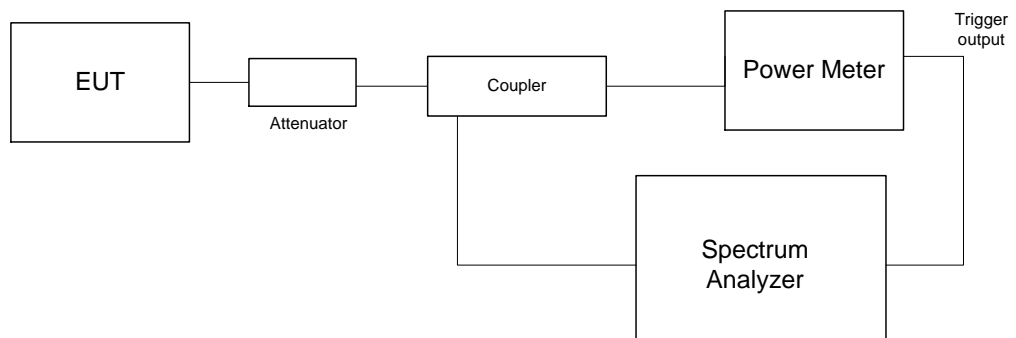 EUT
Attenuator
Coupler
Power Meter
Trigger
output
Spectrum
Analyzer